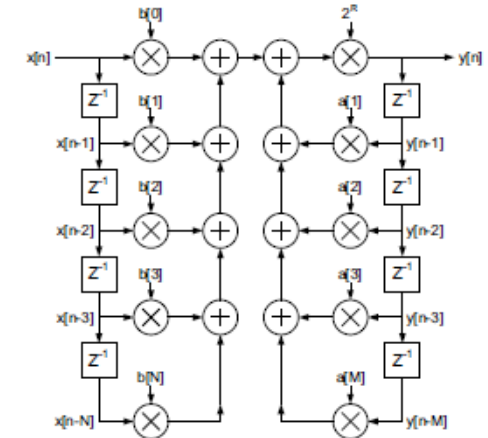 b[0] 2^R
x[n] y[n]
Z^-1 b[1] a[1] Z^-1
x[n-1] y[n-1]
Z^-1 b[2] a[2] Z^-1
x[n-2] y[n-2]
Z^-1 b[3] a[3] Z^-1
x[n-3] y[n-3]
Z^-1 b[N] a[M] Z^-1
x[n-N] y[n-M]